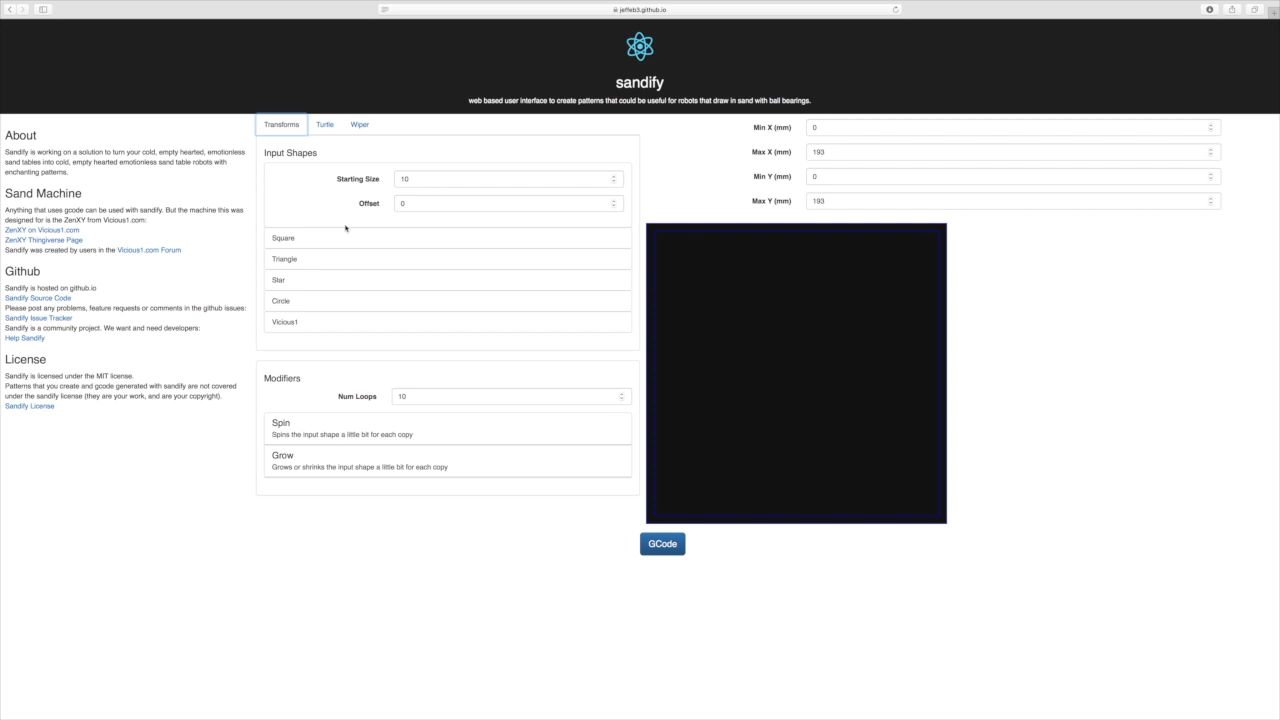 jeffeb3.github.io
sandify
web based user interface to create patterns that could be useful for robots that draw in sand with ball bearings.
About
Sandify is working on a solution to turn your cold, empty hearted, emotionless
sand tables into cold, empty hearted emotionless sand table robots with
enchanting patterns.
Sand Machine
Anything that uses gcode can be used with sandify. But the machine this was
designed for is the ZenXY from Vicious1.com:
ZenXY on Vicious1.com
ZenXY Thingiverse Page
Sandify was created by users in the Vicious1.com Forum
Github
Sandify is hosted on github.io
Sandify Source Code
Please post any problems, feature requests or comments in the github issues:
Sandify Issue Tracker
Sandify is a community project. We want and need developers:
Help Sandify
License
Sandify is licensed under the MIT license.
Patterns that you create and gcode generated with sandify are not covered
under the sandify license (they are your work, and are your copyright).
Sandify License
Transforms Turtle Wiper
Input Shapes
Starting Size 10
Offset 0
Square
Triangle
Star
Circle
Vicious1
Modifiers
Num Loops 10
Spin
Spins the input shape a little bit for each copy
Grow
Grows or shrinks the input shape a little bit for each copy
Min X (mm) 0
Max X (mm) 193
Min Y (mm) 0
Max Y (mm) 193
GCode